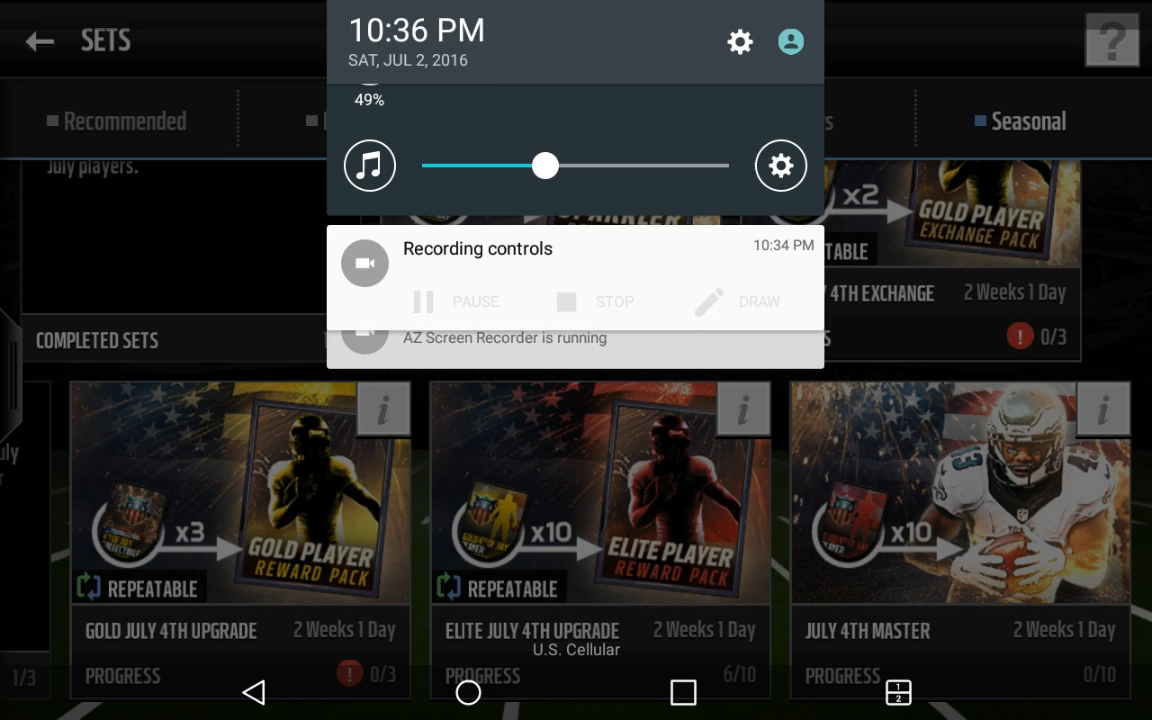 SETS
10:36 PM
SAT, JUL 2, 2016
?
49%
Recommended
Seasonal
July players.
x2
GOLD PLAYER
EXCHANGE PACK
Recording controls
10:34 PM
PAUSE
STOP
DRAW
AZ Screen Recorder is running
4TH EXCHANGE
2 Weeks 1 Day
! 0/3
COMPLETED SETS
i
i
i
x3
GOLD PLAYER
REWARD PACK
REPEATABLE
x10
ELITE PLAYER
REWARD PACK
REPEATABLE
x10
GOLD JULY 4TH UPGRADE
2 Weeks 1 Day
ELITE JULY 4TH UPGRADE
2 Weeks 1 Day
JULY 4TH MASTER
2 Weeks 1 Day
U.S. Cellular
1/3
PROGRESS
! 0/3
PROGRESS
6/10
PROGRESS
0/10
1
2